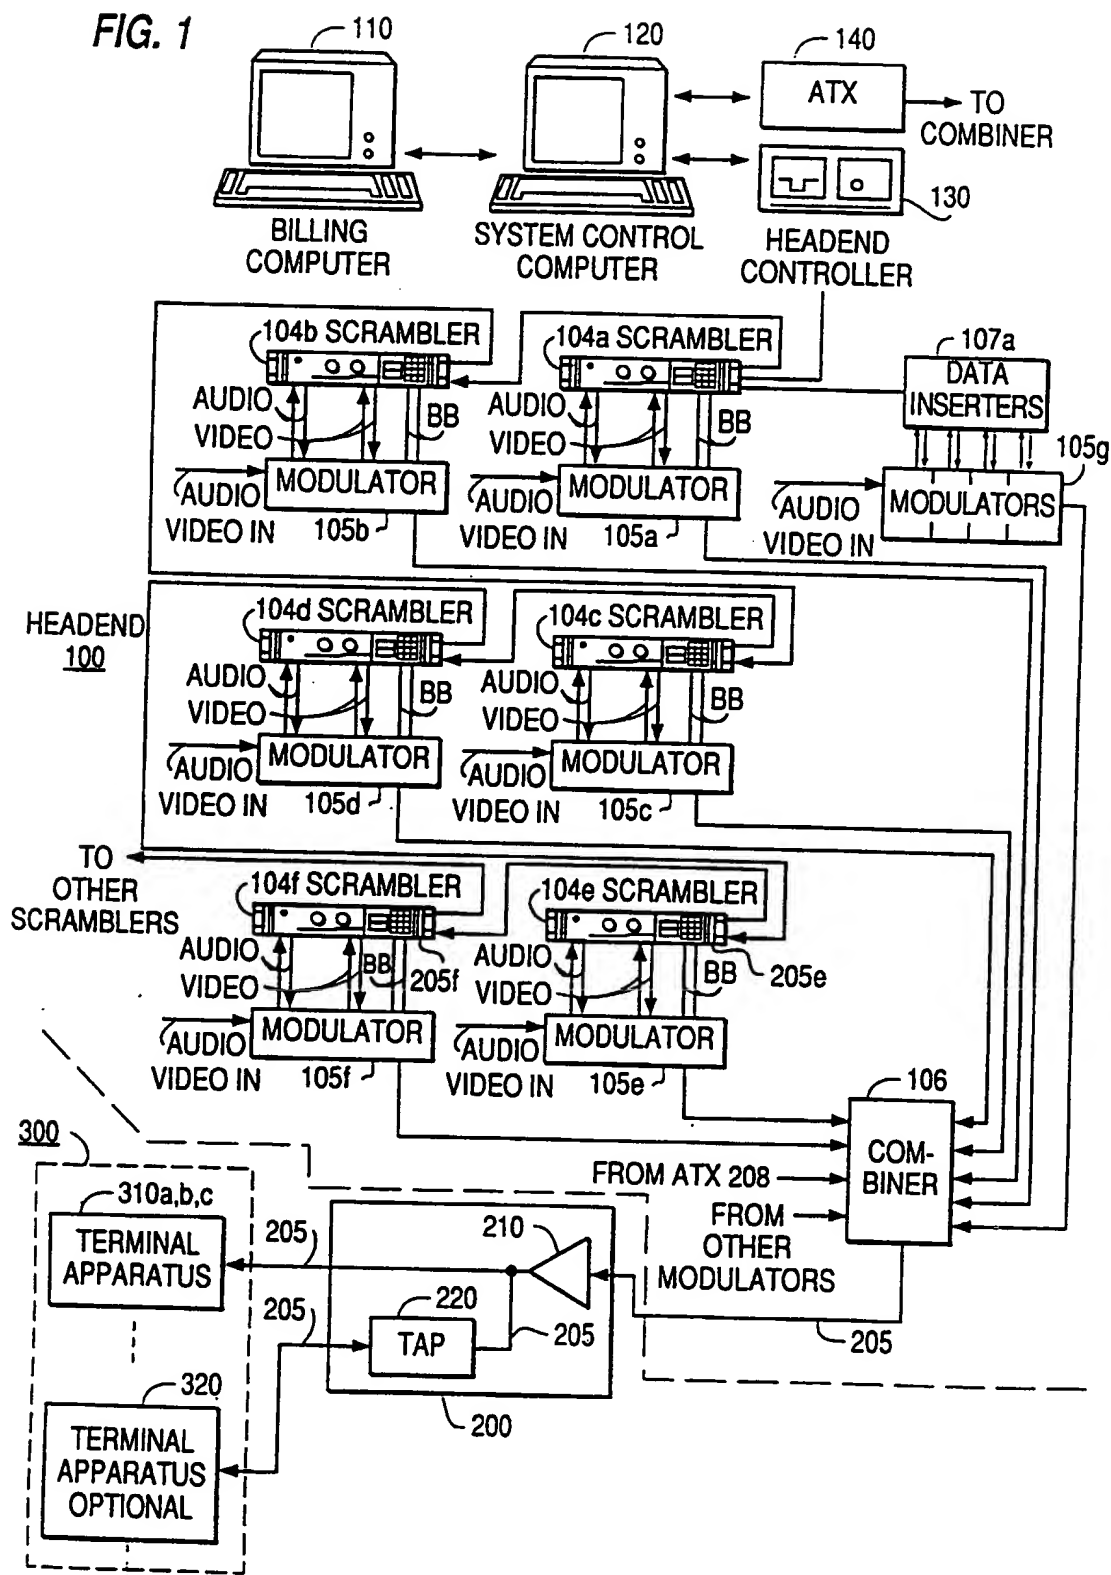 FIG. 1
110
120
140
ATX
TO
COMBINER
130
BILLING
COMPUTER
SYSTEM CONTROL
COMPUTER
HEADEND
CONTROLLER
104b SCRAMBLER
104a SCRAMBLER
107a
DATA
INSERTERS
AUDIO
VIDEO
BB
AUDIO
VIDEO
BB
105g
MODULATOR
MODULATOR
MODULATORS
AUDIO
VIDEO IN
105b
AUDIO
VIDEO IN
105a
AUDIO
VIDEO IN
HEADEND
100
104d SCRAMBLER
104c SCRAMBLER
AUDIO
VIDEO
BB
AUDIO
VIDEO
BB
MODULATOR
MODULATOR
AUDIO
VIDEO IN
105d
AUDIO
VIDEO IN
105c
TO
OTHER
SCRAMBLERS
104f SCRAMBLER
104e SCRAMBLER
AUDIO
VIDEO
BB
205f
AUDIO
VIDEO
BB
205e
MODULATOR
MODULATOR
AUDIO
VIDEO IN
105f
AUDIO
VIDEO IN
105e
106
COM-
BINER
FROM ATX 208
FROM
OTHER
MODULATORS
300
310a,b,c
TERMINAL
APPARATUS
205
210
220
TAP
205
205
205
200
320
TERMINAL
APPARATUS
OPTIONAL